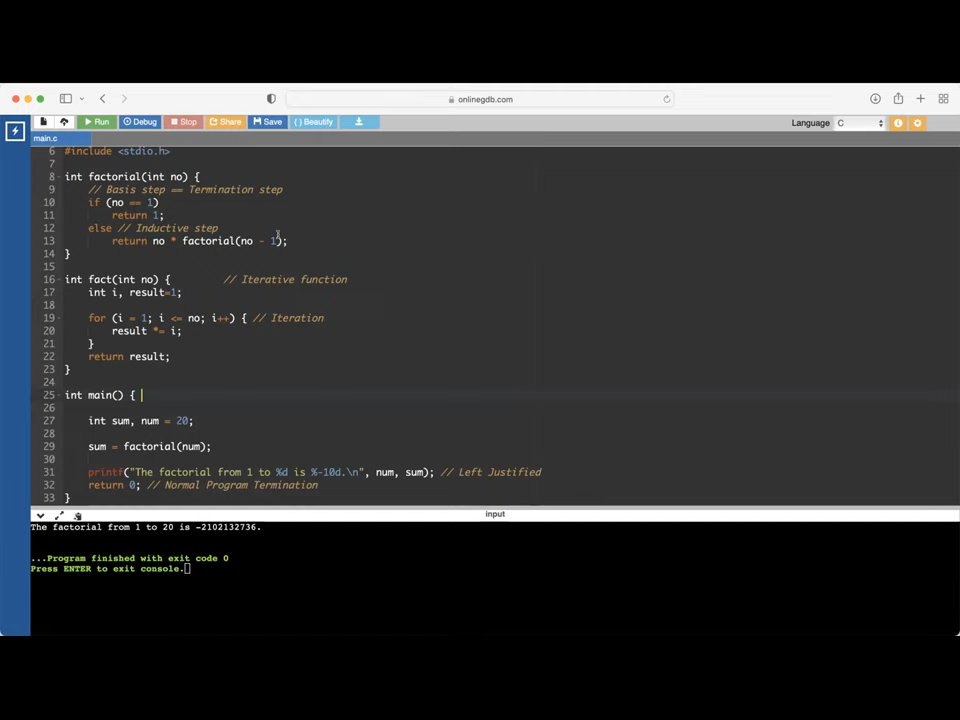 onlinegdb.com
Run Debug Stop Share Save { } Beautify Language C
main.c
6 #include <stdio.h>
7
8 int factorial(int no) {
9 // Basis step == Termination step
10 if (no == 1)
11 return 1;
12 else // Inductive step
13 return no * factorial(no - 1);
14 }
15
16 int fact(int no) { // Iterative function
17 int i, result=1;
18
19 for (i = 1; i <= no; i++) { // Iteration
20 result *= i;
21 }
22 return result;
23 }
24
25 int main() {
26
27 int sum, num = 20;
28
29 sum = factorial(num);
30
31 printf("The factorial from 1 to %d is %-10d.\n", num, sum); // Left Justified
32 return 0; // Normal Program Termination
33 }
input
The factorial from 1 to 20 is -2102132736.
...Program finished with exit code 0
Press ENTER to exit console.